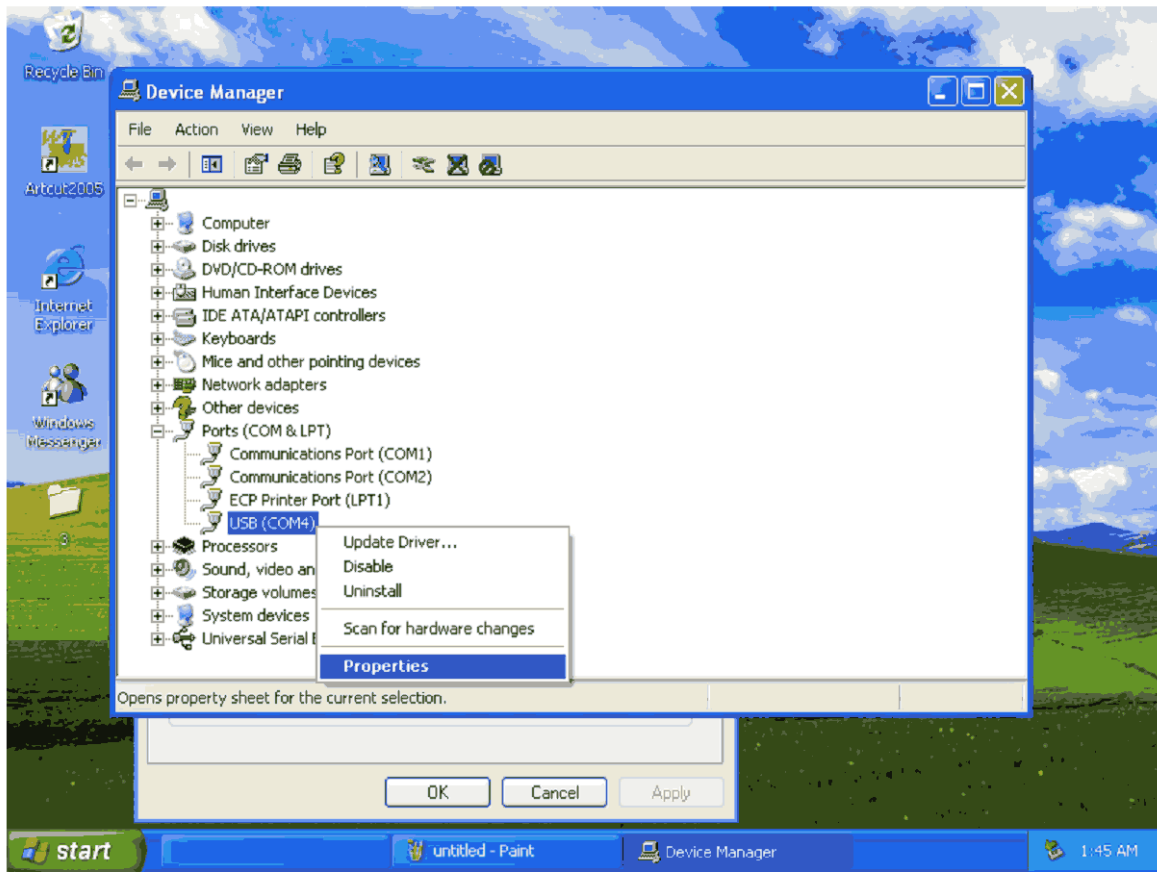 Recycle Bin
Artcut2005
Internet
Explorer
Windows
Messenger
3
Device Manager
File Action View Help
Computer
Disk drives
DVD/CD-ROM drives
Human Interface Devices
IDE ATA/ATAPI controllers
Keyboards
Mice and other pointing devices
Network adapters
Other devices
Ports (COM & LPT)
Communications Port (COM1)
Communications Port (COM2)
ECP Printer Port (LPT1)
USB (COM4)
Processors
Sound, video an
Storage volumes
System devices
Universal Serial
Update Driver...
Disable
Uninstall
Scan for hardware changes
Properties
Opens property sheet for the current selection.
OK Cancel Apply
start
untitled - Paint
Device Manager
1:45 AM